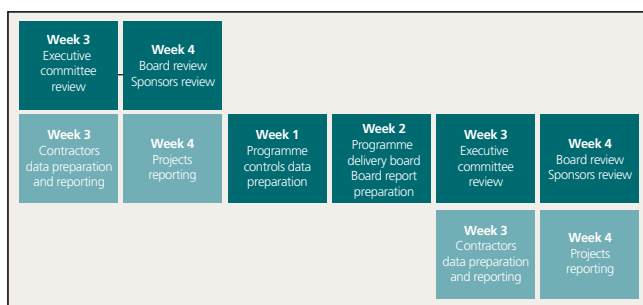 Week 3
Executive
committee
review
Week 4
Board review
Sponsors review
Week 3
Contractors
data preparation
and reporting
Week 4
Projects
reporting
Week 1
Programme
controls data
preparation
Week 2
Programme
delivery board
Board report
preparation
Week 3
Executive
committee
review
Week 4
Board review
Sponsors review
Week 3
Contractors
data preparation
and reporting
Week 4
Projects
reporting